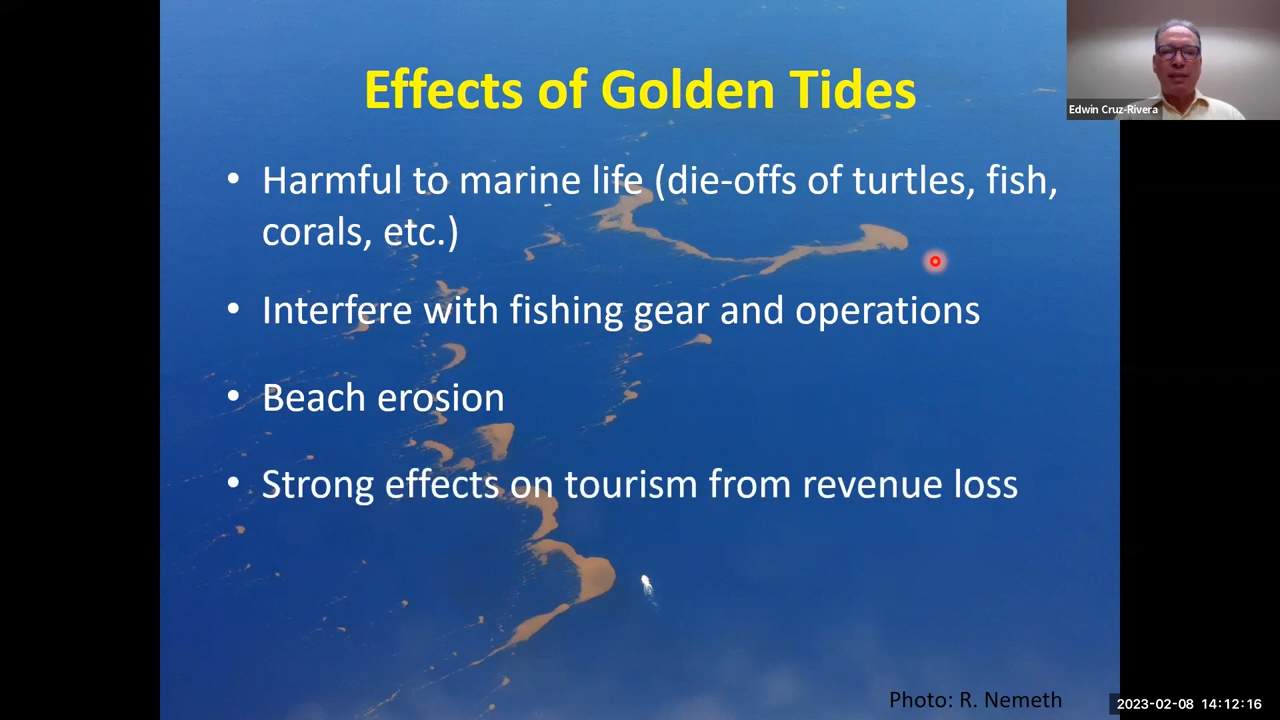 Effects of Golden Tides
Edwin Cruz-Rivera
• Harmful to marine life (die-offs of turtles, fish,
corals, etc.)
• Interfere with fishing gear and operations
• Beach erosion
• Strong effects on tourism from revenue loss
Photo: R. Nemeth
2023-02-08 14:12:16